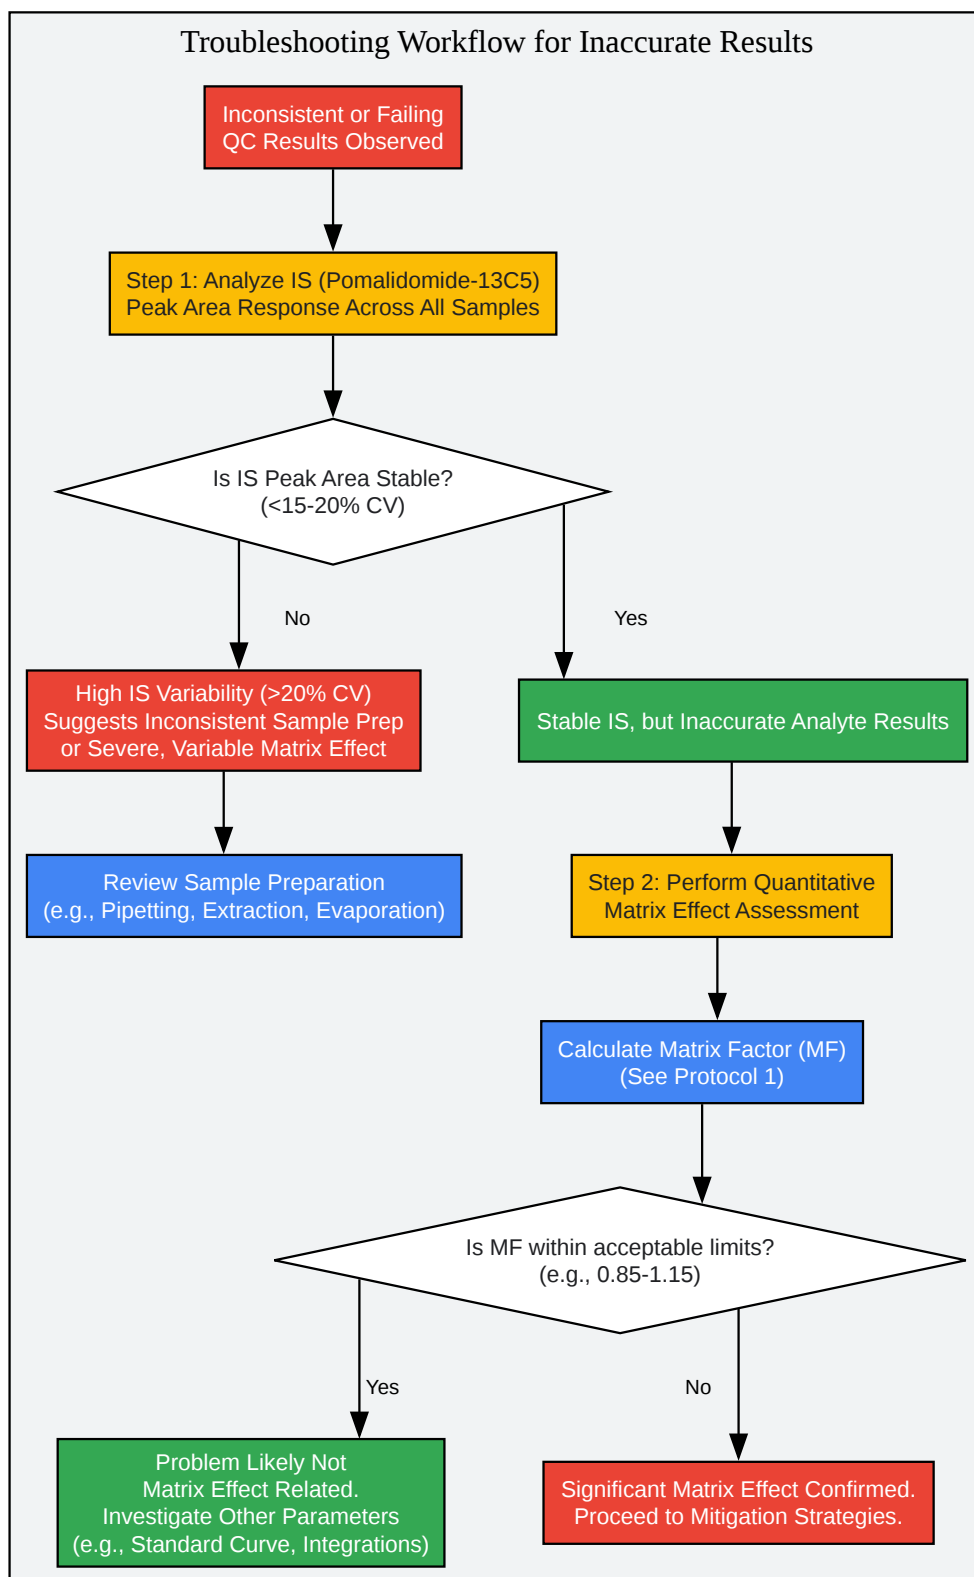 Troubleshooting Workflow for Inaccurate Results
Inconsistent or Failing
QC Results Observed
Step 1: Analyze IS (Pomalidomide-13C5)
Peak Area Response Across All Samples
Is IS Peak Area Stable?
(<15-20% CV)
No
Yes
High IS Variability (>20% CV)
Suggests Inconsistent Sample Prep
or Severe, Variable Matrix Effect
Stable IS, but Inaccurate Analyte Results
Review Sample Preparation
(e.g., Pipetting, Extraction, Evaporation)
Step 2: Perform Quantitative
Matrix Effect Assessment
Calculate Matrix Factor (MF)
(See Protocol 1)
Is MF within acceptable limits?
(e.g., 0.85-1.15)
Yes
No
Problem Likely Not
Matrix Effect Related.
Investigate Other Parameters
(e.g., Standard Curve, Integrations)
Significant Matrix Effect Confirmed.
Proceed to Mitigation Strategies.